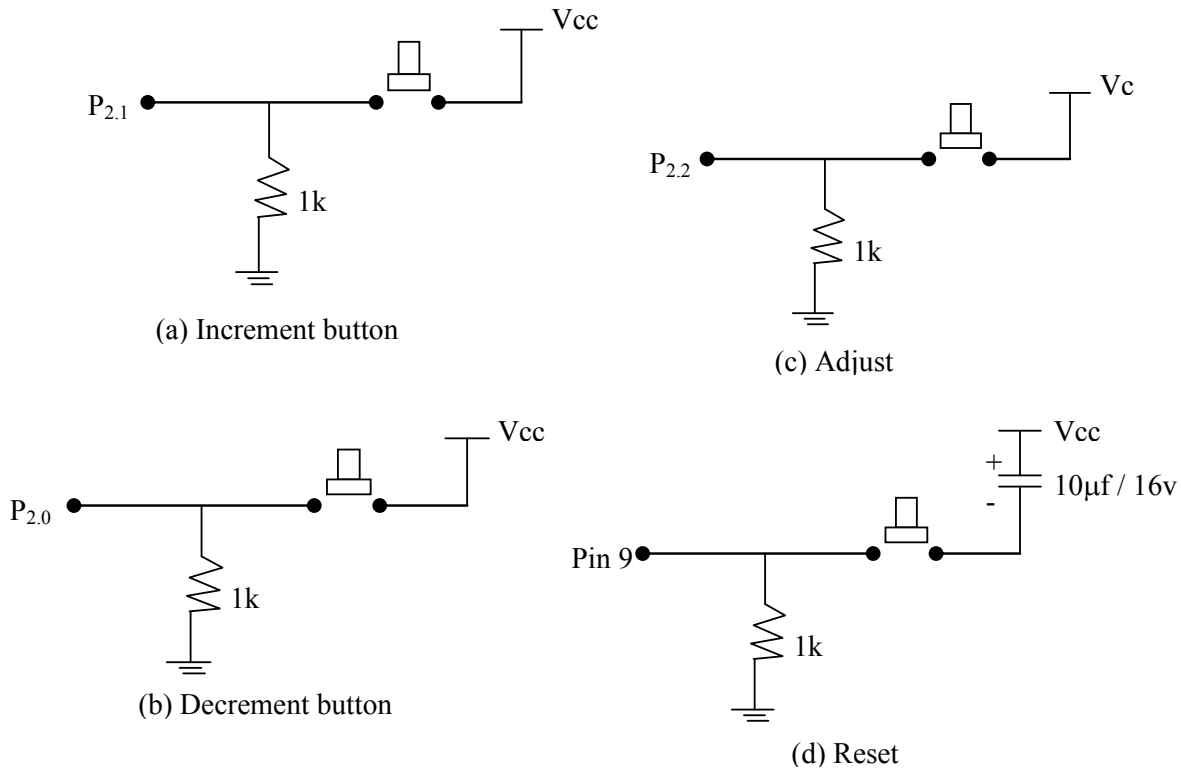 Vcc
P2.1
1k
(a) Increment button
Vc
P2.2
1k
(c) Adjust
Vcc
P2.0
1k
(b) Decrement button
Vcc
+
10μf / 16v
-
Pin 9
1k
(d) Reset